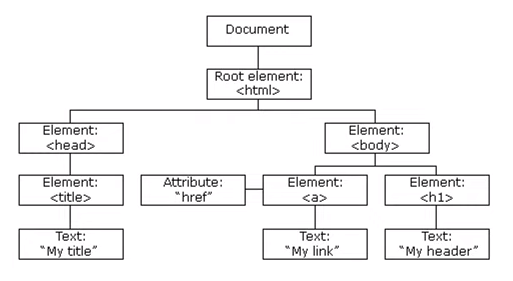 Document
Root element:
<html>
Element:
<head>
Element:
<body>
Element:
<title>
Attribute:
“href”
Element:
<a>
Element:
<h1>
Text:
“My title”
Text:
“My link”
Text:
“My header”